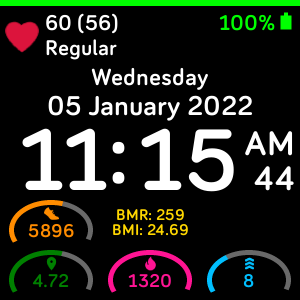 60 (56)
100%
Regular
Wednesday
05 January 2022
11:15 AM
44
5896
BMR: 259
BMI: 24.69
4.72
1320
8